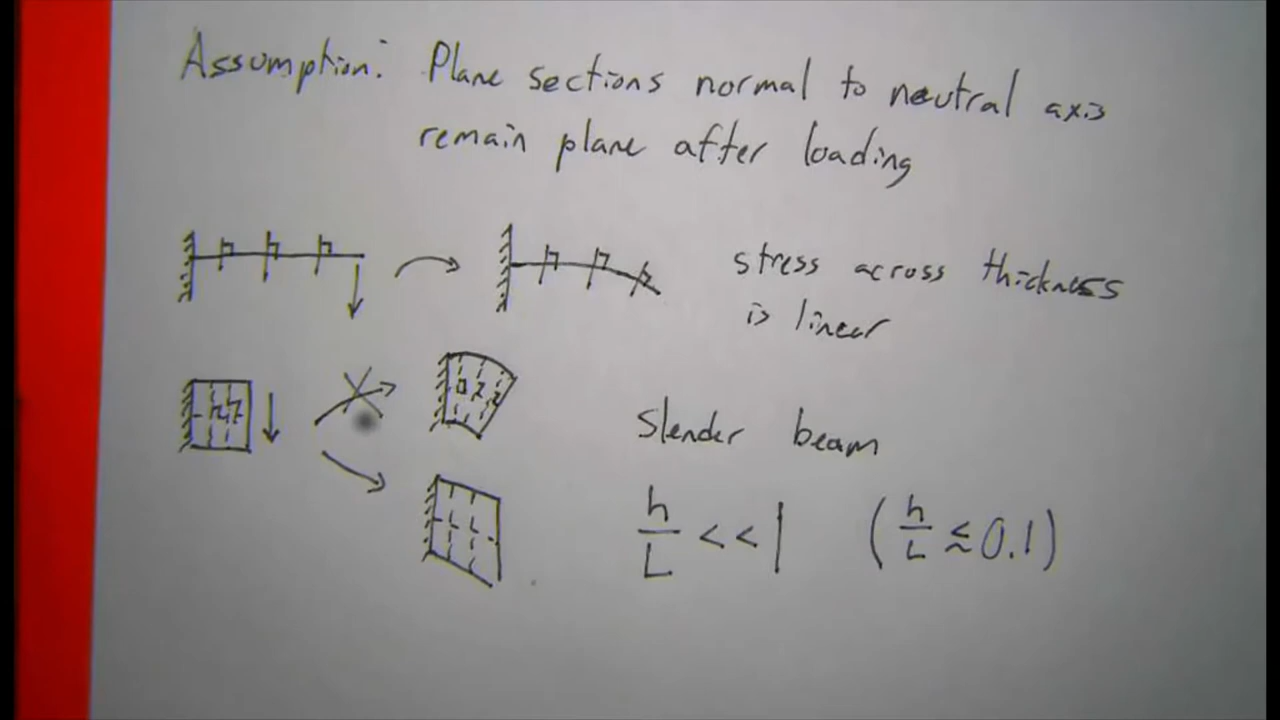 Assumption: Plane sections normal to neutral axis
remain plane after loading
stress across thickness
is linear
Slender beam
h/L << 1 (h/L ≲ 0.1)